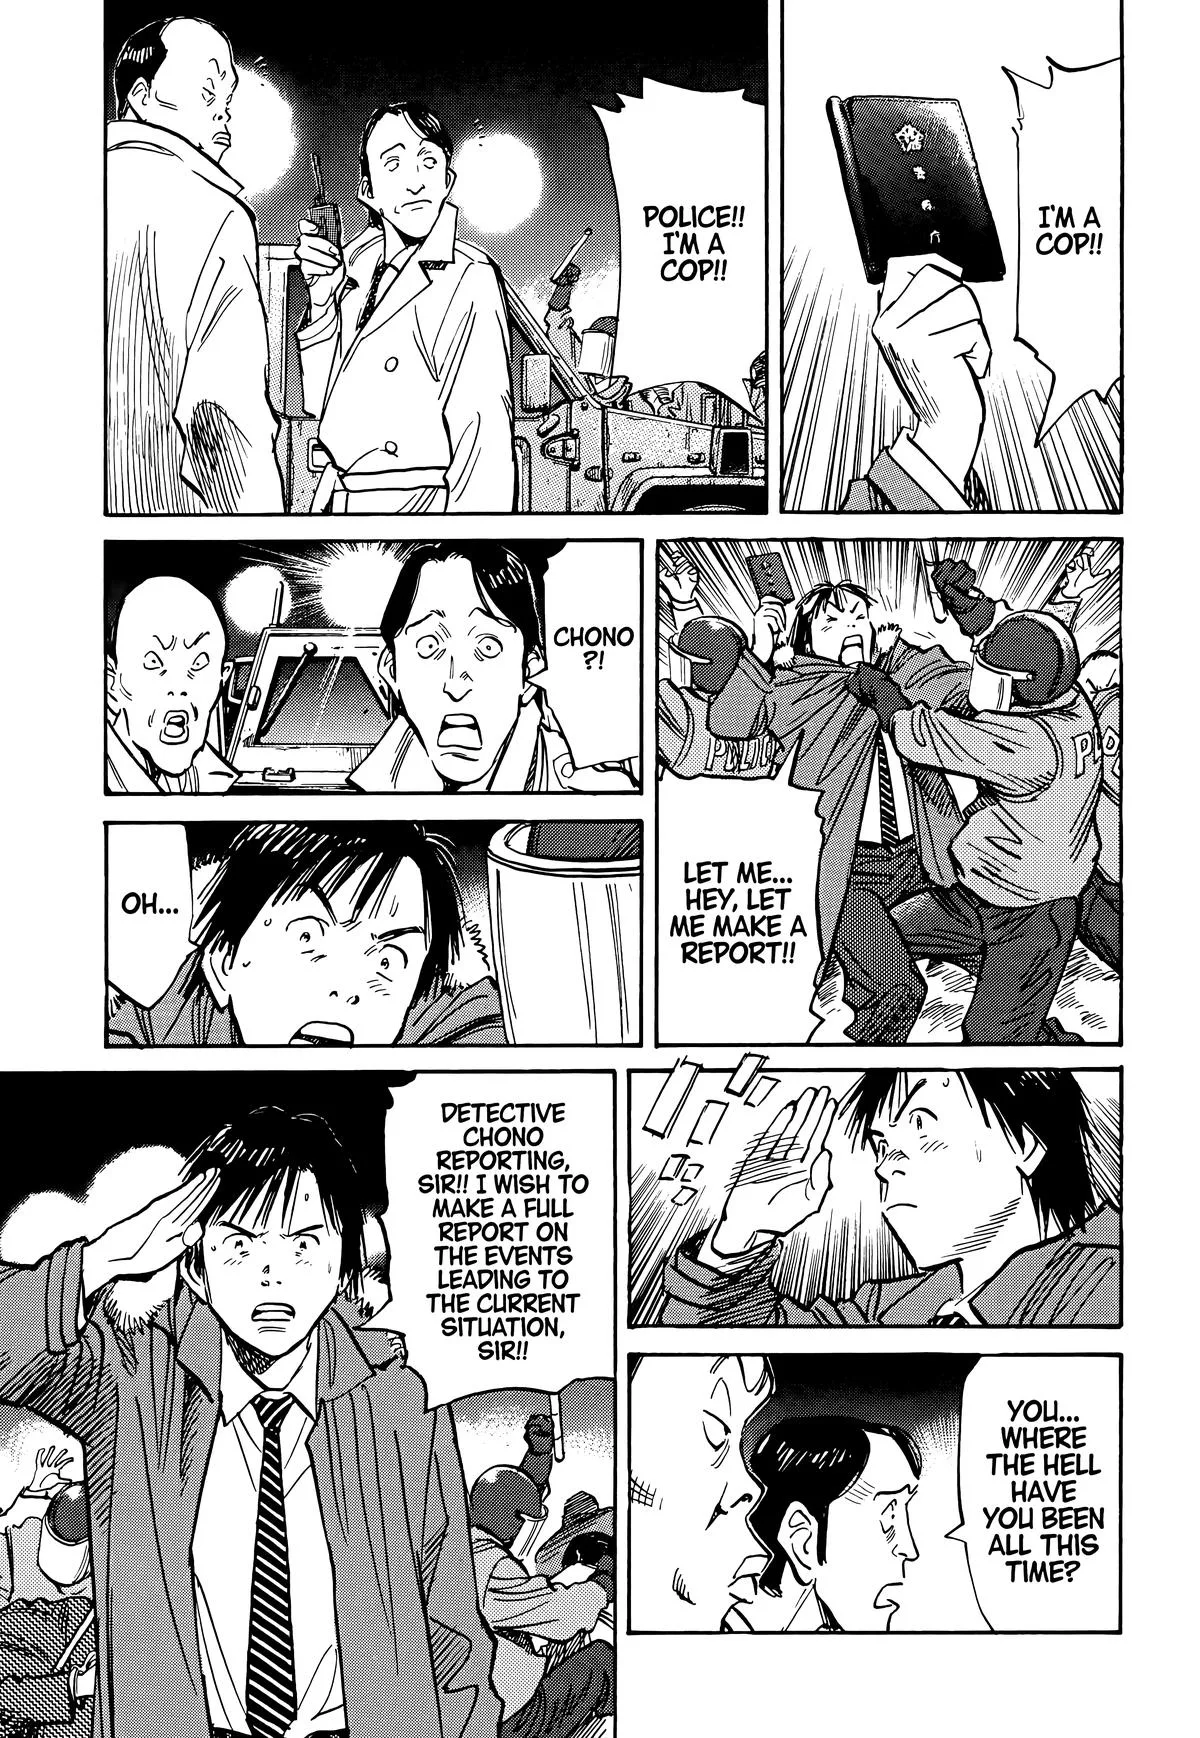 I'M A
COP!!
POLICE!!
I'M A
COP!!
POLICE
POL
LET ME...
HEY, LET
ME MAKE A
REPORT!!
CHONO
?!
OH...
YOU...
WHERE
THE HELL
HAVE
YOU BEEN
ALL THIS
TIME?
DETECTIVE
CHONO
REPORTING,
SIR!! I WISH TO
MAKE A FULL
REPORT ON
THE EVENTS
LEADING TO
THE CURRENT
SITUATION,
SIR!!